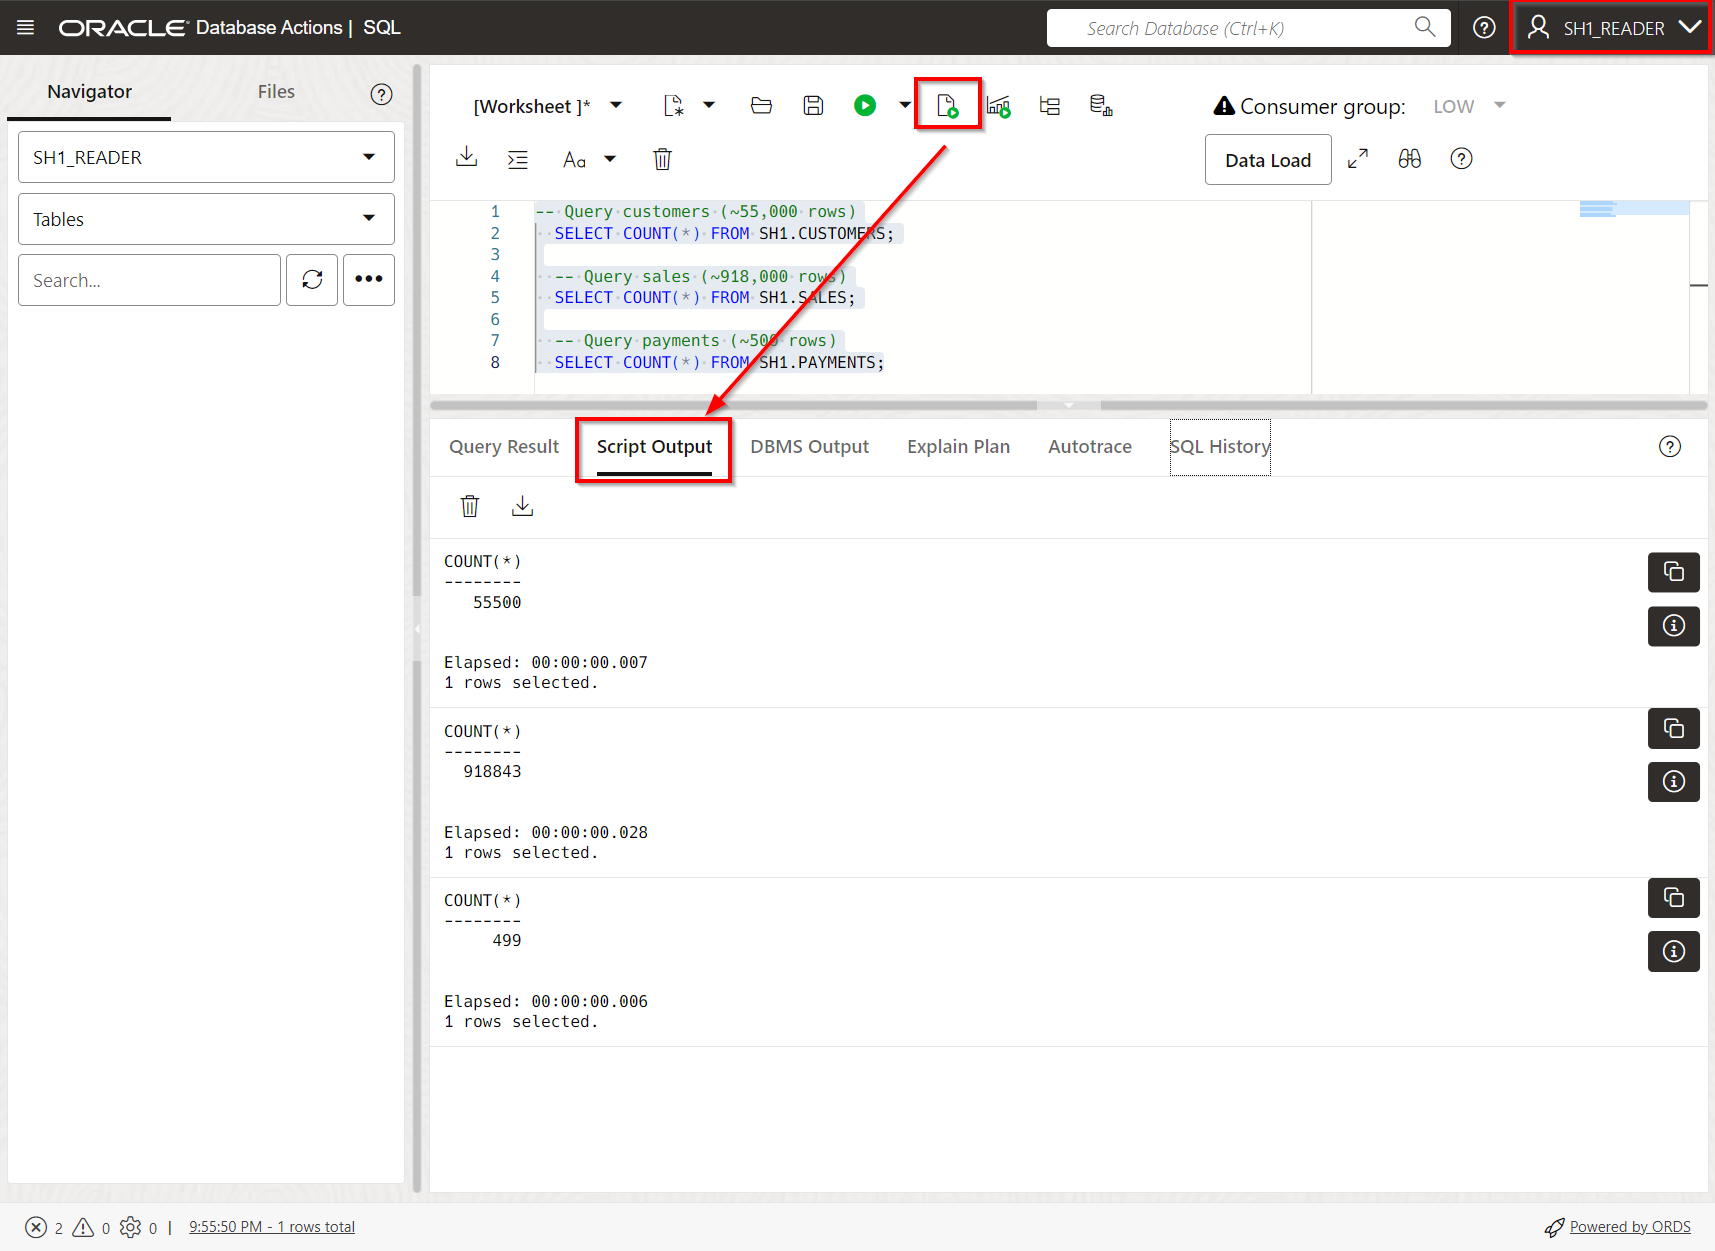 ORACLE Database Actions | SQL
Search Database (Ctrl+K)
SH1_READER
Navigator
Files
SH1_READER
Tables
Search...
[Worksheet ]*
Consumer group: LOW
Aa
Data Load
1 -- Query customers (~55,000 rows)
2 SELECT COUNT(*) FROM SH1.CUSTOMERS;
3
4 -- Query sales (~918,000 rows)
5 SELECT COUNT(*) FROM SH1.SALES;
6
7 -- Query payments (~500 rows)
8 SELECT COUNT(*) FROM SH1.PAYMENTS;
Query Result
Script Output
DBMS Output
Explain Plan
Autotrace
SQL History
COUNT(*)
--------
55500
Elapsed: 00:00:00.007
1 rows selected.
COUNT(*)
--------
918843
Elapsed: 00:00:00.028
1 rows selected.
COUNT(*)
--------
499
Elapsed: 00:00:00.006
1 rows selected.
2 0 0 | 9:55:50 PM - 1 rows total
Powered by ORDS